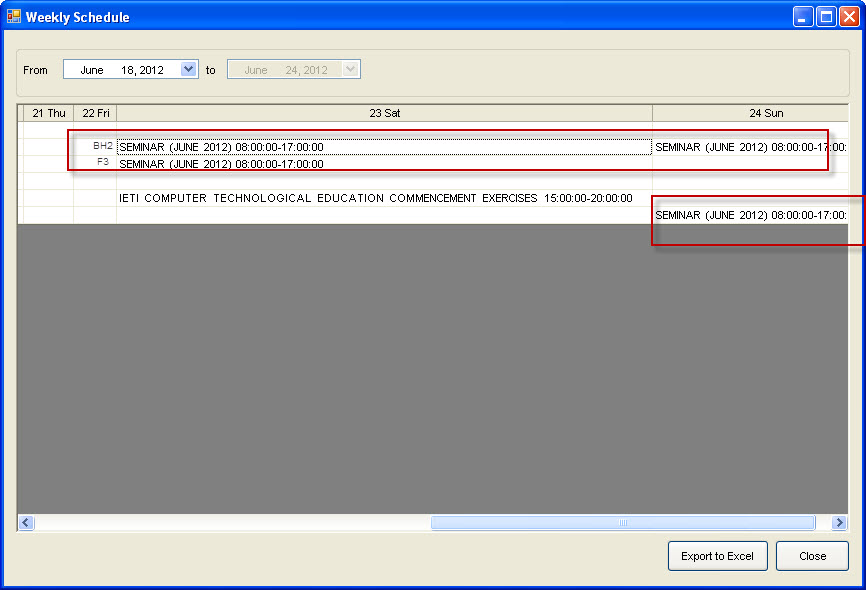 Weekly Schedule
From June 18, 2012 to June 24, 2012
21 Thu 22 Fri 23 Sat 24 Sun
BH2 SEMINAR (JUNE 2012) 08:00:00-17:00:00 SEMINAR (JUNE 2012) 08:00:00-17:00:
F3 SEMINAR (JUNE 2012) 08:00:00-17:00:00
IETI COMPUTER TECHNOLOGICAL EDUCATION COMMENCEMENT EXERCISES 15:00:00-20:00:00
SEMINAR (JUNE 2012) 08:00:00-17:00:
Export to Excel Close